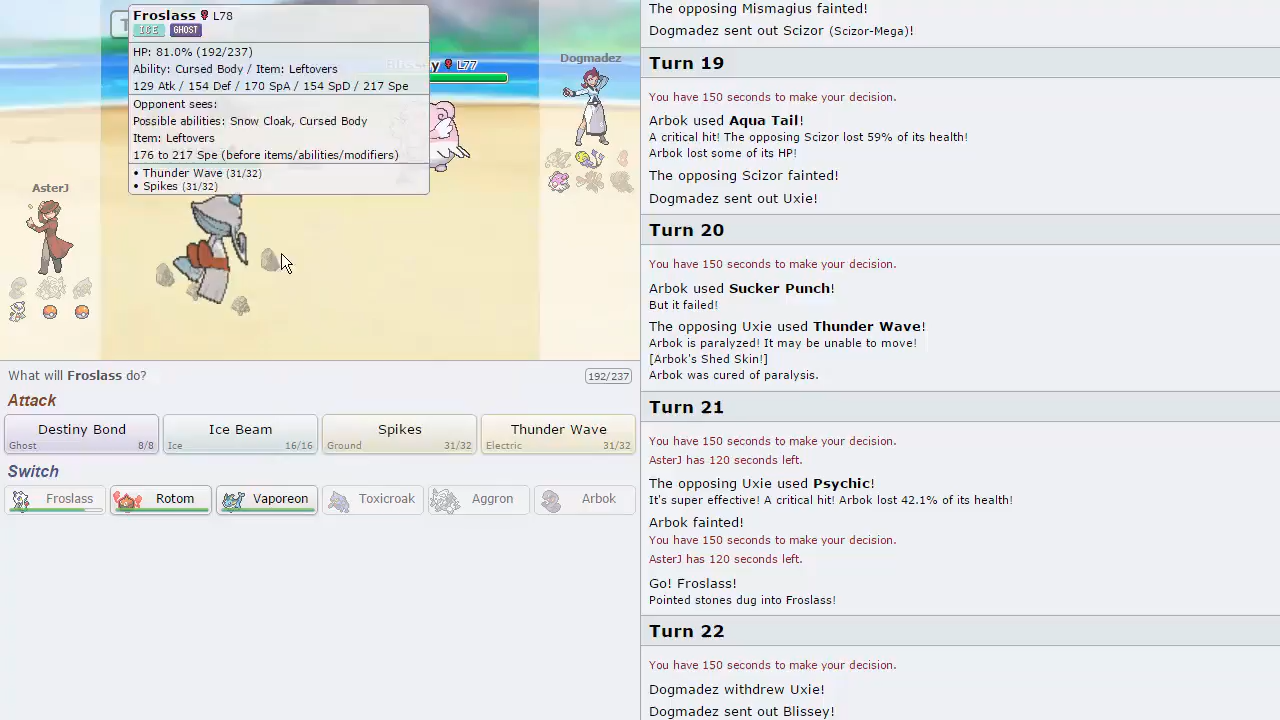 Froslass L78
ICE GHOST
HP: 81.0% (192/237)
Ability: Cursed Body / Item: Leftovers
129 Atk / 154 Def / 170 SpA / 154 SpD / 217 Spe
Opponent sees:
Possible abilities: Snow Cloak, Cursed Body
Item: Leftovers
176 to 217 Spe (before items/abilities/modifiers)
• Thunder Wave (31/32)
• Spikes (31/32)
L77
Dogmadez
AsterJ
What will Froslass do?
192/237
Attack
Destiny Bond
Ghost 8/8
Ice Beam
Ice 16/16
Spikes
Ground 31/32
Thunder Wave
Electric 31/32
Switch
Froslass
Rotom
Vaporeon
Toxicroak
Aggron
Arbok
The opposing Mismagius fainted!
Dogmadez sent out Scizor (Scizor-Mega)!
Turn 19
You have 150 seconds to make your decision.
Arbok used Aqua Tail!
A critical hit! The opposing Scizor lost 59% of its health!
Arbok lost some of its HP!
The opposing Scizor fainted!
Dogmadez sent out Uxie!
Turn 20
You have 150 seconds to make your decision.
Arbok used Sucker Punch!
But it failed!
The opposing Uxie used Thunder Wave!
Arbok is paralyzed! It may be unable to move!
[Arbok's Shed Skin!]
Arbok was cured of paralysis.
Turn 21
You have 150 seconds to make your decision.
AsterJ has 120 seconds left.
The opposing Uxie used Psychic!
It's super effective! A critical hit! Arbok lost 42.1% of its health!
Arbok fainted!
You have 150 seconds to make your decision.
AsterJ has 120 seconds left.
Go! Froslass!
Pointed stones dug into Froslass!
Turn 22
You have 150 seconds to make your decision.
Dogmadez withdrew Uxie!
Dogmadez sent out Blissey!